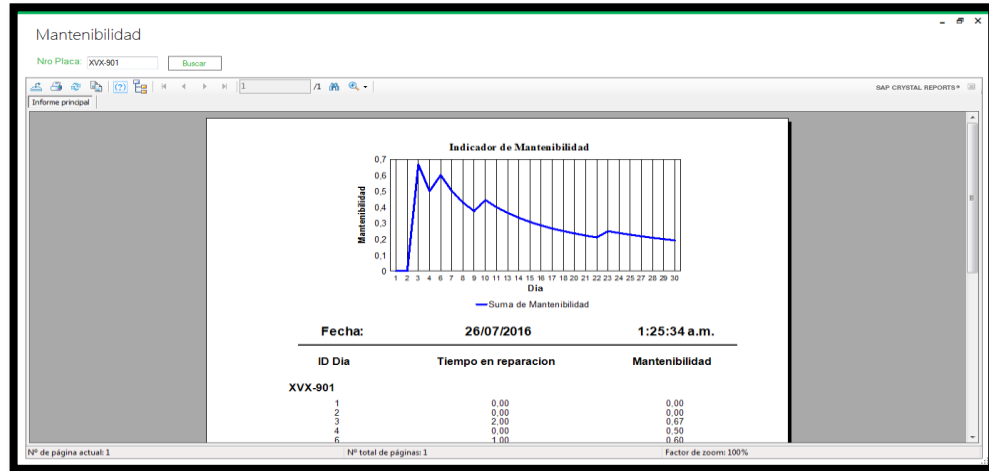 Mantenibilidad
Nro Placa: XVX-901 Buscar
1 /1 SAP CRYSTAL REPORTS®
Informe principal
Indicador de Mantenibilidad
0,7
0,6
0,5
0,4
0,3
0,2
0,1
0
Mantenibilidad
1 2 3 4 6 7 8 9 10 11 13 14 15 16 17 18 20 21 22 23 24 25 27 28 29 30
Dia
Suma de Mantenibilidad
Fecha: 26/07/2016 1:25:34 a.m.
ID Dia Tiempo en reparacion Mantenibilidad
XVX-901
1 0,00 0,00
2 0,00 0,00
3 2,00 0,67
4 0,00 0,50
6 1,00 0,60
Nº de página actual: 1 Nº total de páginas: 1 Factor de zoom: 100%